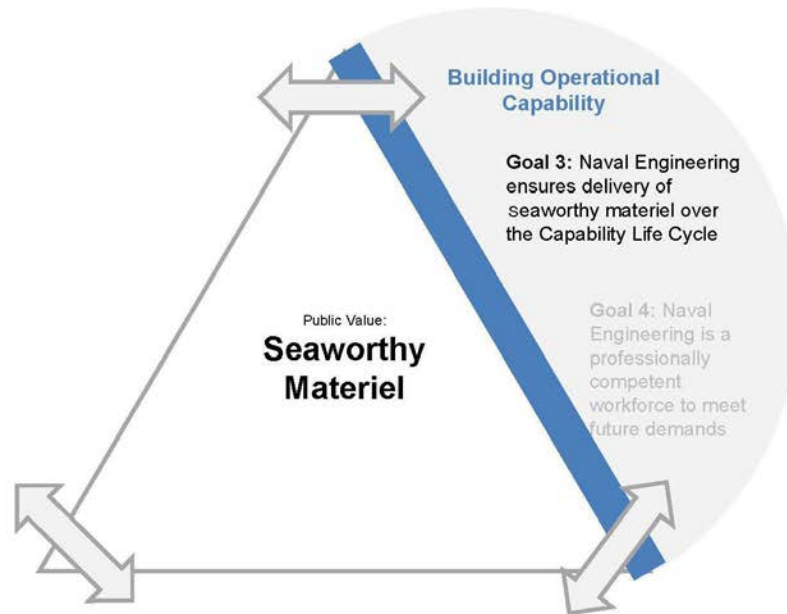 Building Operational
Capability
Goal 3: Naval Engineering
ensures delivery of
seaworthy materiel over
the Capability Life Cycle
Public Value:
Seaworthy
Materiel
Goal 4: Naval
Engineering is a
professionally
competent
workforce to meet
future demands